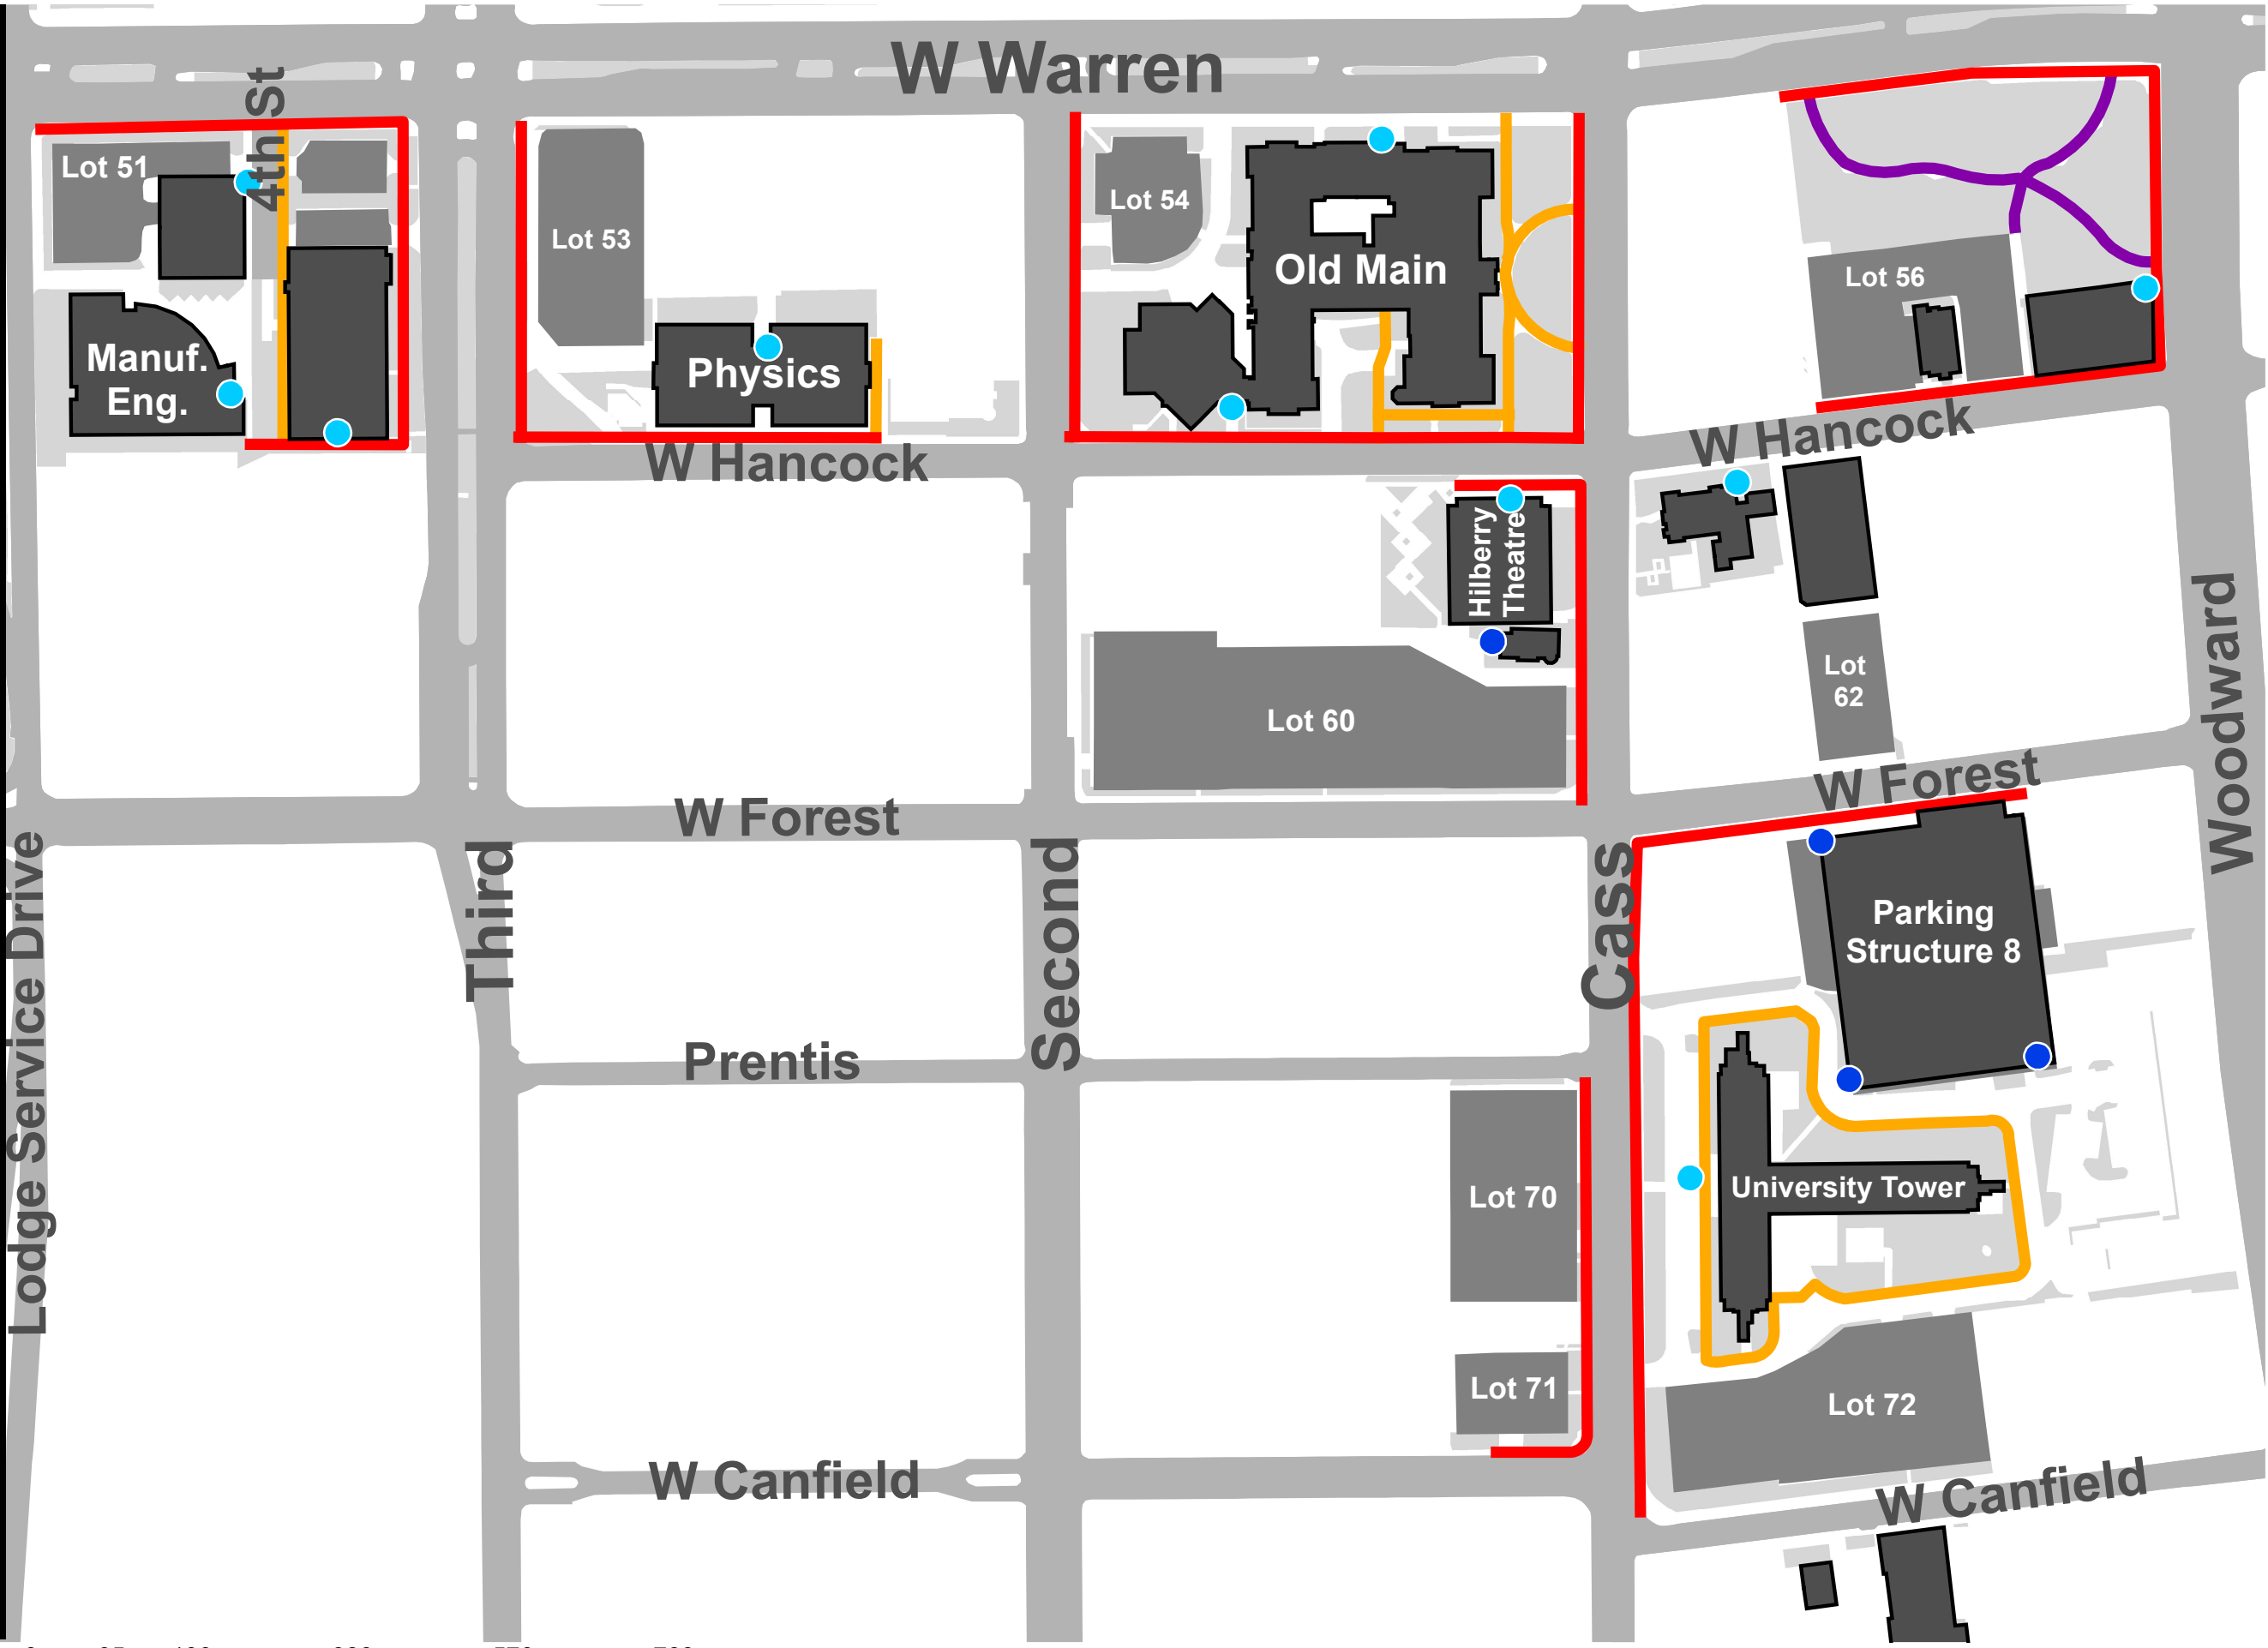 W Warren
4th St
Lot 51
Lot 53
Lot 54
Old Main
Lot 56
Manuf.
Eng.
Physics
W Hancock
W Hancock
Hilberry
Theatre
Lot
62
Lot 60
Woodward
W Forest
W Forest
Lodge Service Drive
Third
Second
Cass
Parking
Structure 8
Prentis
University Tower
Lot 70
Lot 71
Lot 72
W Canfield
W Canfield